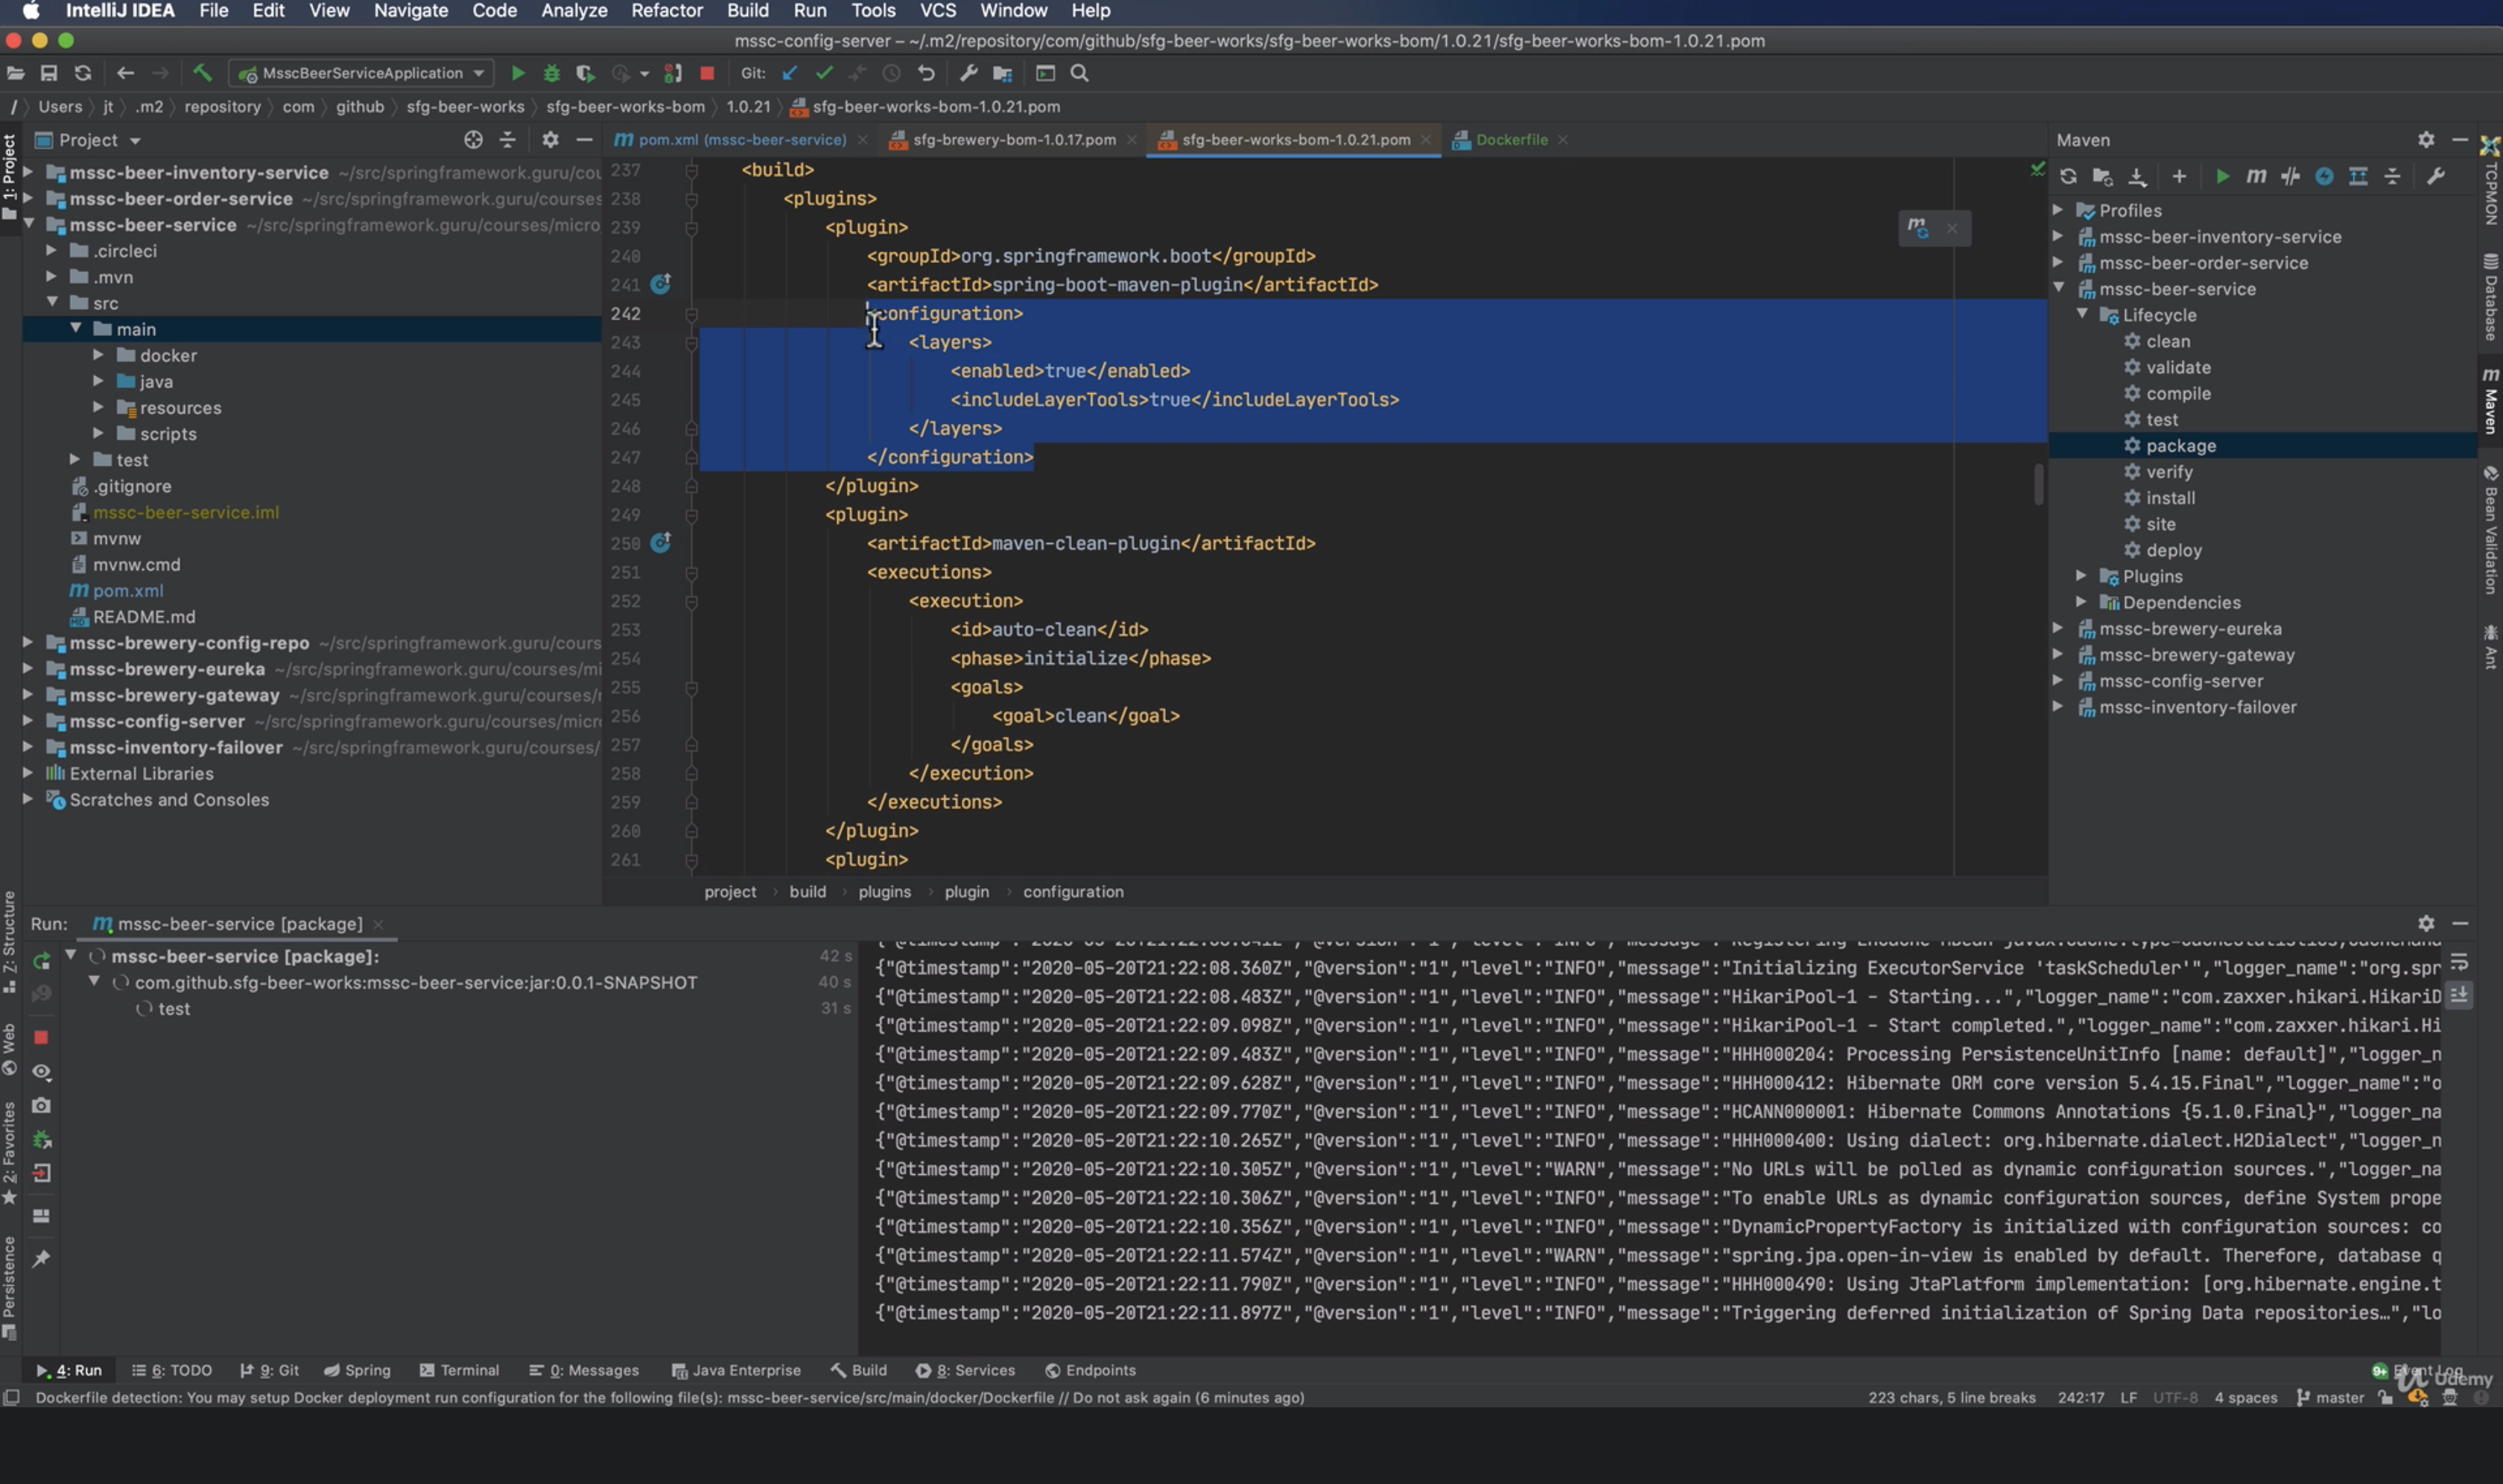 IntelliJ IDEA File Edit View Navigate Code Analyze Refactor Build Run Tools VCS Window Help
mssc-config-server – ~/.m2/repository/com/github/sfg-beer-works/sfg-beer-works-bom/1.0.21/sfg-beer-works-bom-1.0.21.pom
MsscBeerServiceApplication Git:
/ Users jt .m2 repository com github sfg-beer-works sfg-beer-works-bom 1.0.21 sfg-beer-works-bom-1.0.21.pom
1: Project
Z: Structure
Web
2: Favorites
Persistence
Project
mssc-beer-inventory-service ~/src/springframework.guru/cou
mssc-beer-order-service ~/src/springframework.guru/courses
mssc-beer-service ~/src/springframework.guru/courses/micro
.circleci
.mvn
src
main
docker
java
resources
scripts
test
.gitignore
mssc-beer-service.iml
mvnw
mvnw.cmd
pom.xml
README.md
mssc-brewery-config-repo ~/src/springframework.guru/cours
mssc-brewery-eureka ~/src/springframework.guru/courses/mi
mssc-brewery-gateway ~/src/springframework.guru/courses/
mssc-config-server ~/src/springframework.guru/courses/micr
mssc-inventory-failover ~/src/springframework.guru/courses/
External Libraries
Scratches and Consoles
pom.xml (mssc-beer-service) sfg-brewery-bom-1.0.17.pom sfg-beer-works-bom-1.0.21.pom Dockerfile
237 <build>
238 <plugins>
239 <plugin>
240 <groupId>org.springframework.boot</groupId>
241 <artifactId>spring-boot-maven-plugin</artifactId>
242 <configuration>
243 <layers>
244 <enabled>true</enabled>
245 <includeLayerTools>true</includeLayerTools>
246 </layers>
247 </configuration>
248 </plugin>
249 <plugin>
250 <artifactId>maven-clean-plugin</artifactId>
251 <executions>
252 <execution>
253 <id>auto-clean</id>
254 <phase>initialize</phase>
255 <goals>
256 <goal>clean</goal>
257 </goals>
258 </execution>
259 </executions>
260 </plugin>
261 <plugin>
project build plugins plugin configuration
Maven
Profiles
mssc-beer-inventory-service
mssc-beer-order-service
mssc-beer-service
Lifecycle
clean
validate
compile
test
package
verify
install
site
deploy
Plugins
Dependencies
mssc-brewery-eureka
mssc-brewery-gateway
mssc-config-server
mssc-inventory-failover
TCPMON
Database
Maven
Bean Validation
Ant
Run: mssc-beer-service [package]
mssc-beer-service [package]: 42 s
com.github.sfg-beer-works:mssc-beer-service:jar:0.0.1-SNAPSHOT 40 s
test 31 s
{"@timestamp":"2020-05-20T21:22:08.360Z","@version":"1","level":"INFO","message":"Initializing ExecutorService 'taskScheduler'","logger_name":"org.spr
{"@timestamp":"2020-05-20T21:22:08.483Z","@version":"1","level":"INFO","message":"HikariPool-1 - Starting...","logger_name":"com.zaxxer.hikari.HikariD
{"@timestamp":"2020-05-20T21:22:09.098Z","@version":"1","level":"INFO","message":"HikariPool-1 - Start completed.","logger_name":"com.zaxxer.hikari.Hi
{"@timestamp":"2020-05-20T21:22:09.483Z","@version":"1","level":"INFO","message":"HHH000204: Processing PersistenceUnitInfo [name: default]","logger_n
{"@timestamp":"2020-05-20T21:22:09.628Z","@version":"1","level":"INFO","message":"HHH000412: Hibernate ORM core version 5.4.15.Final","logger_name":"o
{"@timestamp":"2020-05-20T21:22:09.770Z","@version":"1","level":"INFO","message":"HCANN000001: Hibernate Commons Annotations {5.1.0.Final}","logger_na
{"@timestamp":"2020-05-20T21:22:10.265Z","@version":"1","level":"INFO","message":"HHH000400: Using dialect: org.hibernate.dialect.H2Dialect","logger_n
{"@timestamp":"2020-05-20T21:22:10.305Z","@version":"1","level":"WARN","message":"No URLs will be polled as dynamic configuration sources.","logger_na
{"@timestamp":"2020-05-20T21:22:10.306Z","@version":"1","level":"INFO","message":"To enable URLs as dynamic configuration sources, define System prope
{"@timestamp":"2020-05-20T21:22:10.356Z","@version":"1","level":"INFO","message":"DynamicPropertyFactory is initialized with configuration sources: co
{"@timestamp":"2020-05-20T21:22:11.574Z","@version":"1","level":"WARN","message":"spring.jpa.open-in-view is enabled by default. Therefore, database q
{"@timestamp":"2020-05-20T21:22:11.790Z","@version":"1","level":"INFO","message":"HHH000490: Using JtaPlatform implementation: [org.hibernate.engine.t
{"@timestamp":"2020-05-20T21:22:11.897Z","@version":"1","level":"INFO","message":"Triggering deferred initialization of Spring Data repositories…","lo
4: Run 6: TODO 9: Git Spring Terminal 0: Messages Java Enterprise Build 8: Services Endpoints Event Log
Dockerfile detection: You may setup Docker deployment run configuration for the following file(s): mssc-beer-service/src/main/docker/Dockerfile // Do not ask again (6 minutes ago) 223 chars, 5 line breaks 242:17 LF UTF-8 4 spaces master
Udemy